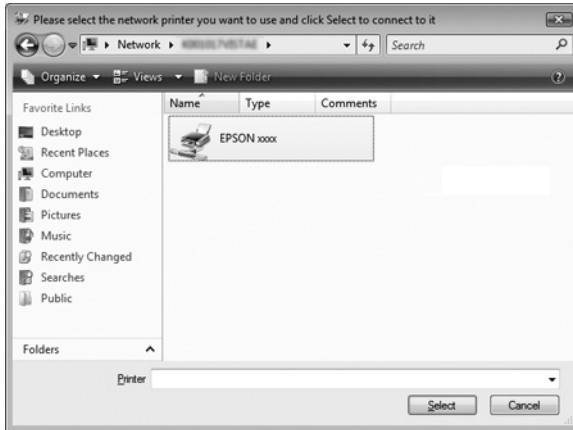 Please select the network printer you want to use and click Select to connect to it
Network
Search
Organize Views New Folder
Favorite Links
Name Type Comments
Desktop
EPSON xxxx
Recent Places
Computer
Documents
Pictures
Music
Recently Changed
Searches
Public
Folders
Printer
Select Cancel